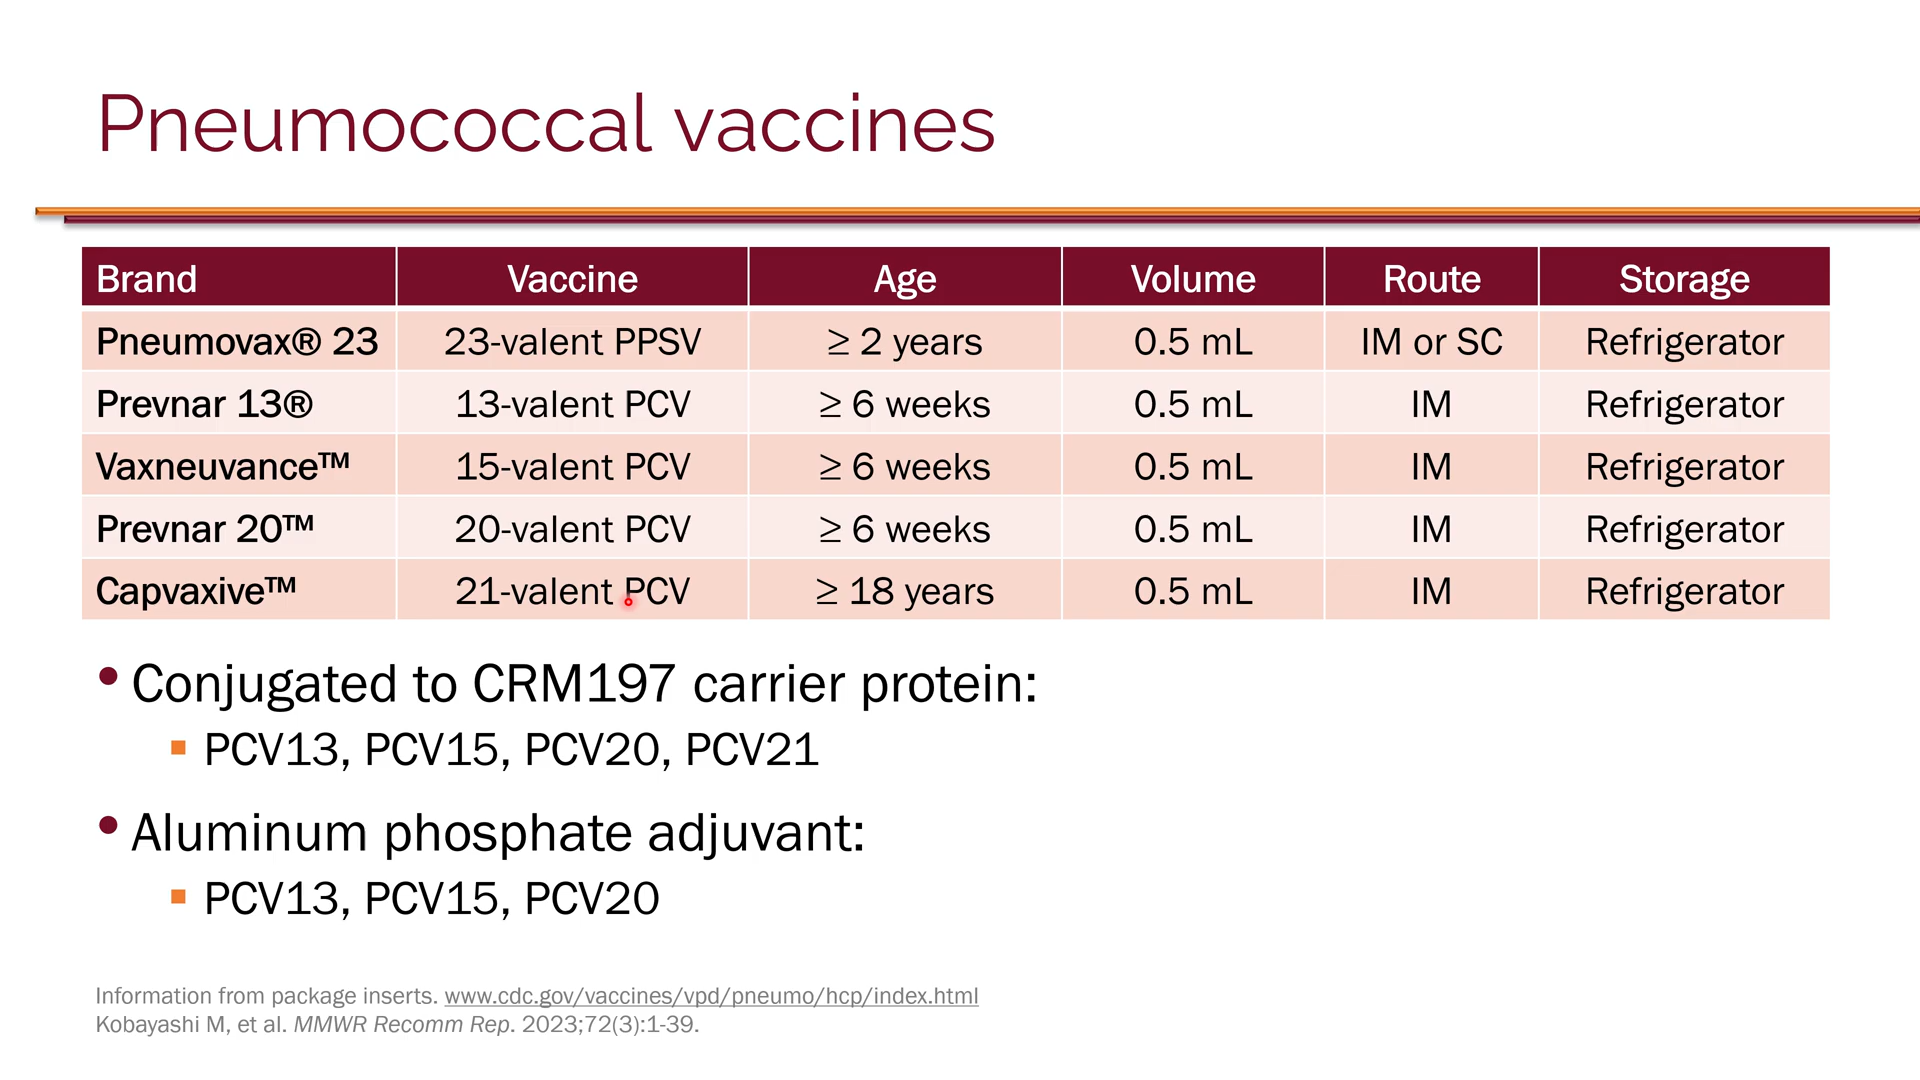 Pneumococcal vaccines
Brand Vaccine Age Volume Route Storage
Pneumovax® 23 23-valent PPSV ≥ 2 years 0.5 mL IM or SC Refrigerator
Prevnar 13® 13-valent PCV ≥ 6 weeks 0.5 mL IM Refrigerator
Vaxneuvance™ 15-valent PCV ≥ 6 weeks 0.5 mL IM Refrigerator
Prevnar 20™ 20-valent PCV ≥ 6 weeks 0.5 mL IM Refrigerator
Capvaxive™ 21-valent PCV ≥ 18 years 0.5 mL IM Refrigerator
• Conjugated to CRM197 carrier protein:
▪ PCV13, PCV15, PCV20, PCV21
• Aluminum phosphate adjuvant:
▪ PCV13, PCV15, PCV20
Information from package inserts. www.cdc.gov/vaccines/vpd/pneumo/hcp/index.html
Kobayashi M, et al. MMWR Recomm Rep. 2023;72(3):1-39.